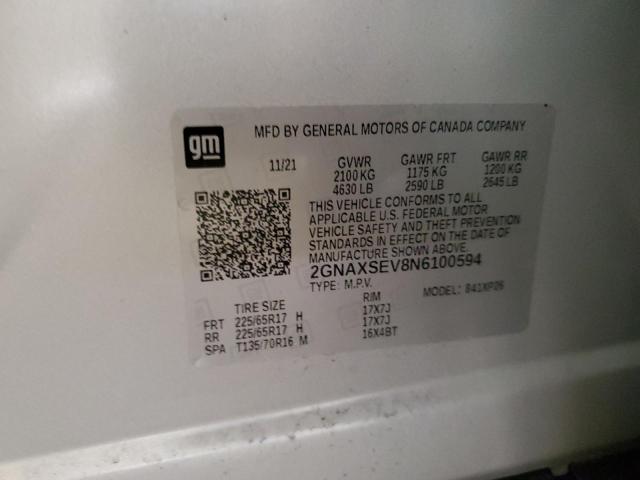 gm
MFD BY GENERAL MOTORS OF CANADA COMPANY
11/21 GVWR GAWR FRT GAWR RR
2100 KG 1175 KG 1200 KG
4630 LB 2590 LB 2645 LB
THIS VEHICLE CONFORMS TO ALL
APPLICABLE U.S. FEDERAL MOTOR
VEHICLE SAFETY AND THEFT PREVENTION
STANDARDS IN EFFECT ON THE DATE OF
MANUFACTURE SHOWN ABOVE.
2GNAXSEV8N6100594
TYPE: M.P.V. MODEL: 841XP26
TIRE SIZE RIM
FRT 225/65R17 H 17X7J
RR 225/65R17 H 17X7J
SPA T135/70R16 M 16X4BT